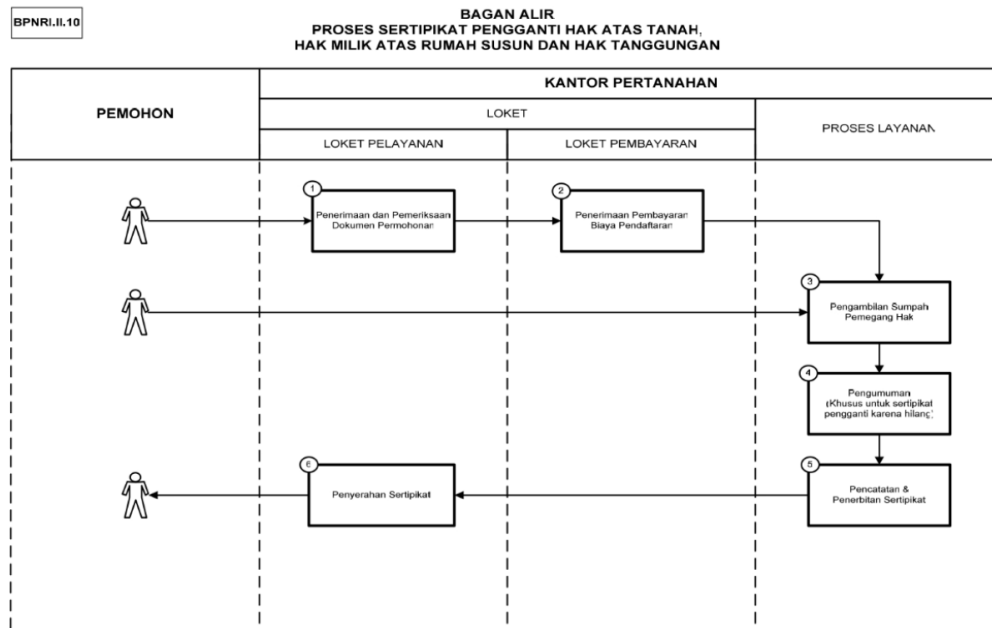 BPNRI.II.10
BAGAN ALIR
PROSES SERTIPIKAT PENGGANTI HAK ATAS TANAH,
HAK MILIK ATAS RUMAH SUSUN DAN HAK TANGGUNGAN
PEMOHON
KANTOR PERTANAHAN
LOKET
PROSES LAYANAN
LOKET PELAYANAN
LOKET PEMBAYARAN
1
Penerimaan dan Pemeriksaan
Dokumen Permohonan
2
Penerimaan Pembayaran
Biaya Pendaftaran
3
Pengambilan Sumpah
Pemegang Hak
4
Pengumuman
(Khusus untuk sertipikat
pengganti karena hilang)
5
Pencatatan &
Penerbitan Sertipikat
6
Penyerahan Sertipikat